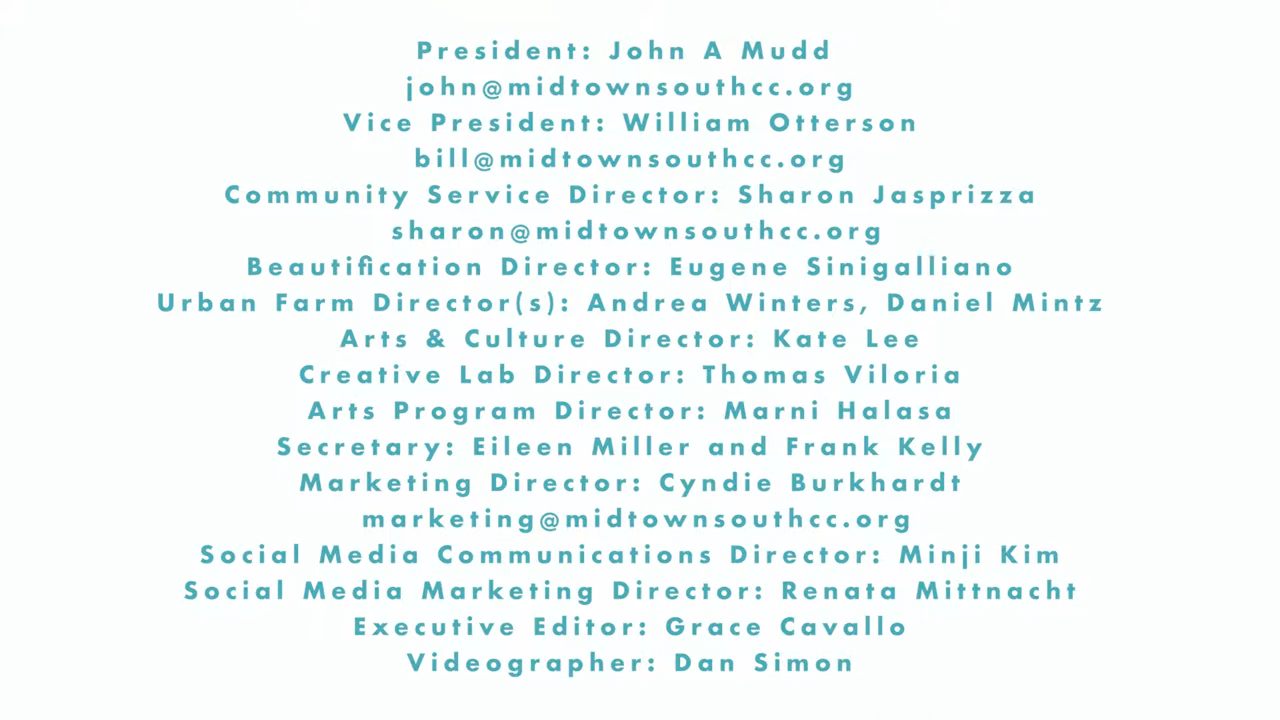 President: John A Mudd
john@midtownsouthcc.org
Vice President: William Otterson
bill@midtownsouthcc.org
Community Service Director: Sharon Jasprizza
sharon@midtownsouthcc.org
Beautification Director: Eugene Sinigalliano
Urban Farm Director(s): Andrea Winters, Daniel Mintz
Arts & Culture Director: Kate Lee
Creative Lab Director: Thomas Viloria
Arts Program Director: Marni Halasa
Secretary: Eileen Miller and Frank Kelly
Marketing Director: Cyndie Burkhardt
marketing@midtownsouthcc.org
Social Media Communications Director: Minji Kim
Social Media Marketing Director: Renata Mittnacht
Executive Editor: Grace Cavallo
Videographer: Dan Simon